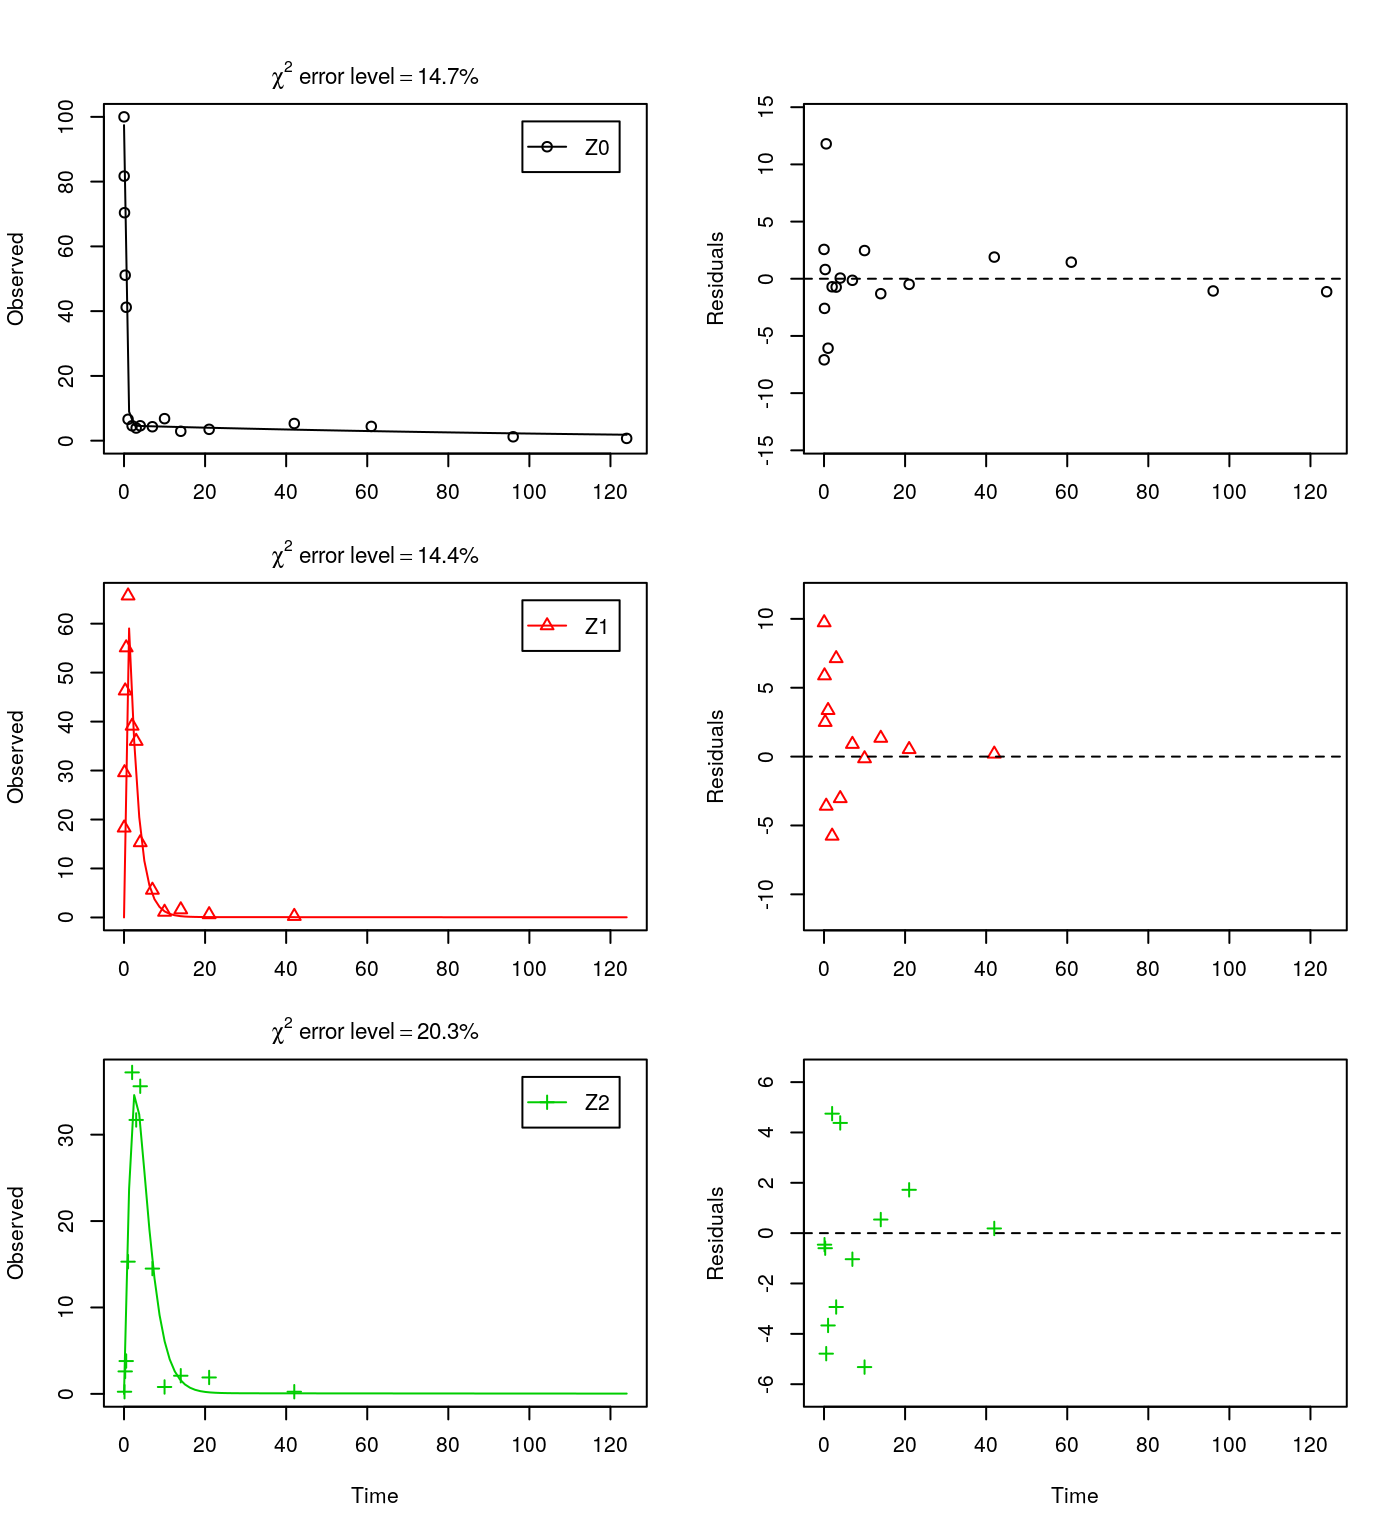 χ² error level = 14.7%
Observed
0 20 40 60 80 100
Z0
0 20 40 60 80 100 120
Residuals
-15 -10 -5 0 5 10 15
0 20 40 60 80 100 120
χ² error level = 14.4%
Observed
0 10 20 30 40 50 60
Z1
0 20 40 60 80 100 120
Residuals
-10 -5 0 5 10
0 20 40 60 80 100 120
χ² error level = 20.3%
Observed
0 10 20 30
Z2
0 20 40 60 80 100 120
Time
Residuals
-6 -4 -2 0 2 4 6
0 20 40 60 80 100 120
Time